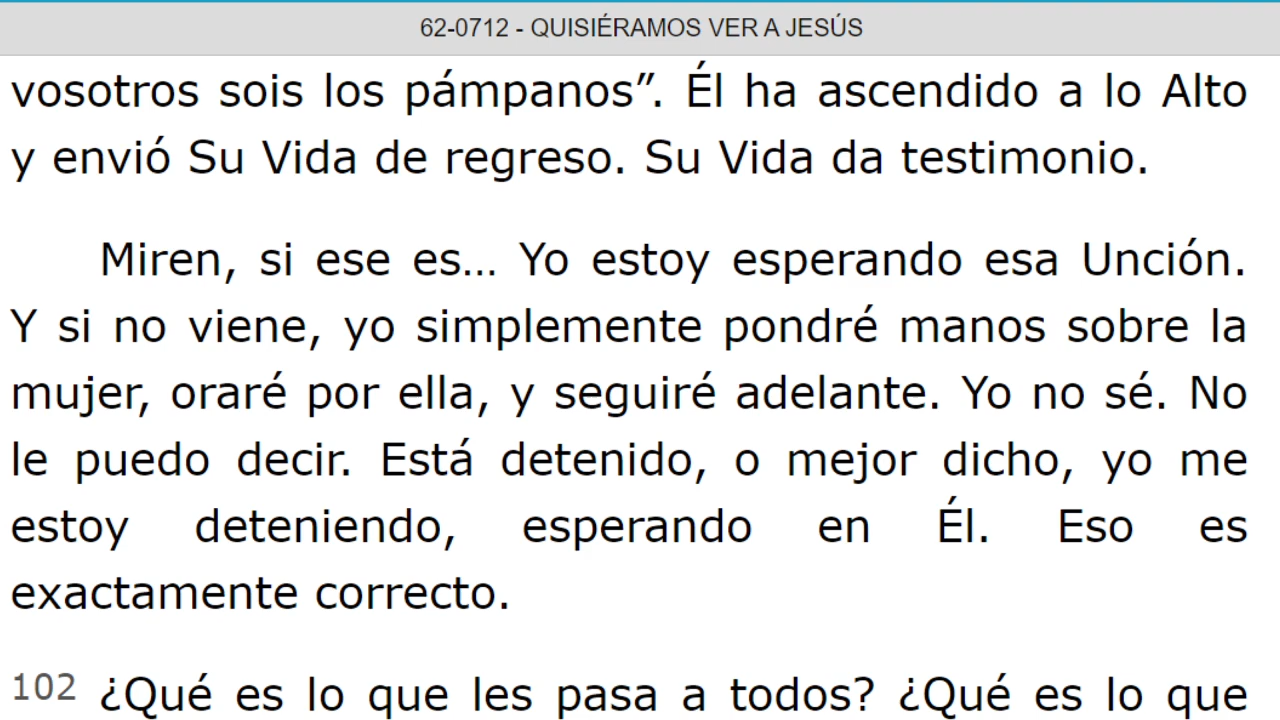 62-0712 - QUISIÉRAMOS VER A JESÚS
vosotros sois los pámpanos”. Él ha ascendido a lo Alto
y envió Su Vida de regreso. Su Vida da testimonio.
Miren, si ese es… Yo estoy esperando esa Unción.
Y si no viene, yo simplemente pondré manos sobre la
mujer, oraré por ella, y seguiré adelante. Yo no sé. No
le puedo decir. Está detenido, o mejor dicho, yo me
estoy deteniendo, esperando en Él. Eso es
exactamente correcto.
102 ¿Qué es lo que les pasa a todos? ¿Qué es lo que